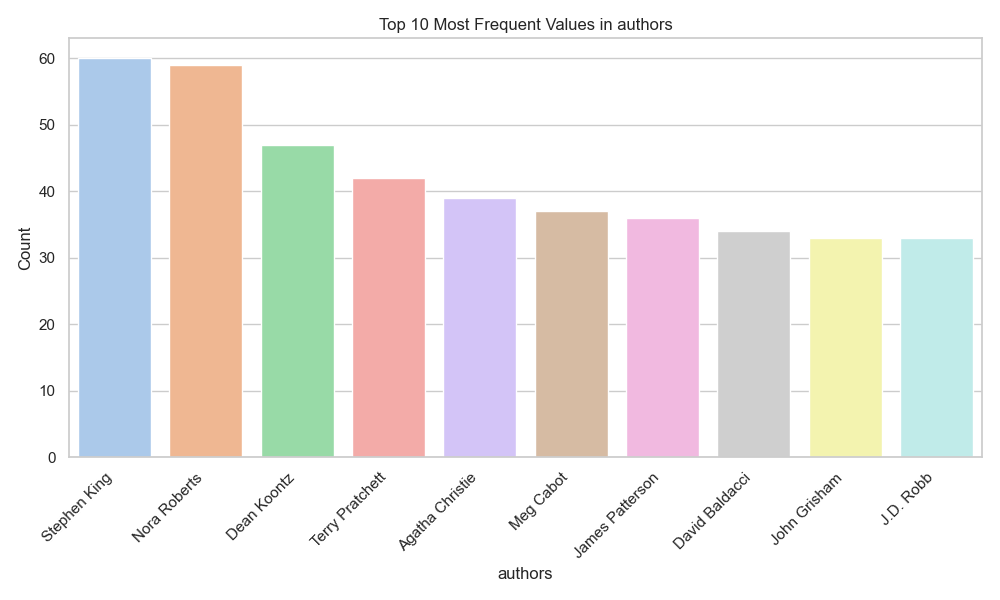 Top 10 Most Frequent Values in authors
Count
60
50
40
30
20
10
0
Stephen King
Nora Roberts
Dean Koontz
Terry Pratchett
Agatha Christie
Meg Cabot
James Patterson
David Baldacci
John Grisham
J.D. Robb
authors